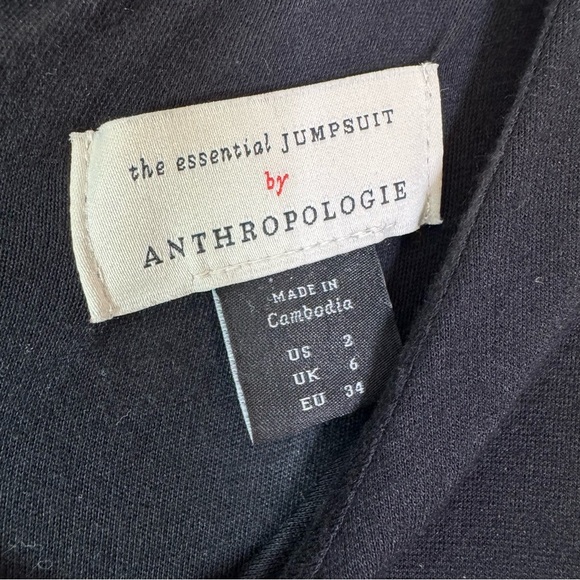 the essential JUMPSUIT
by
ANTHROPOLOGIE
MADE IN
Cambodia
US 2
UK 6
EU 34